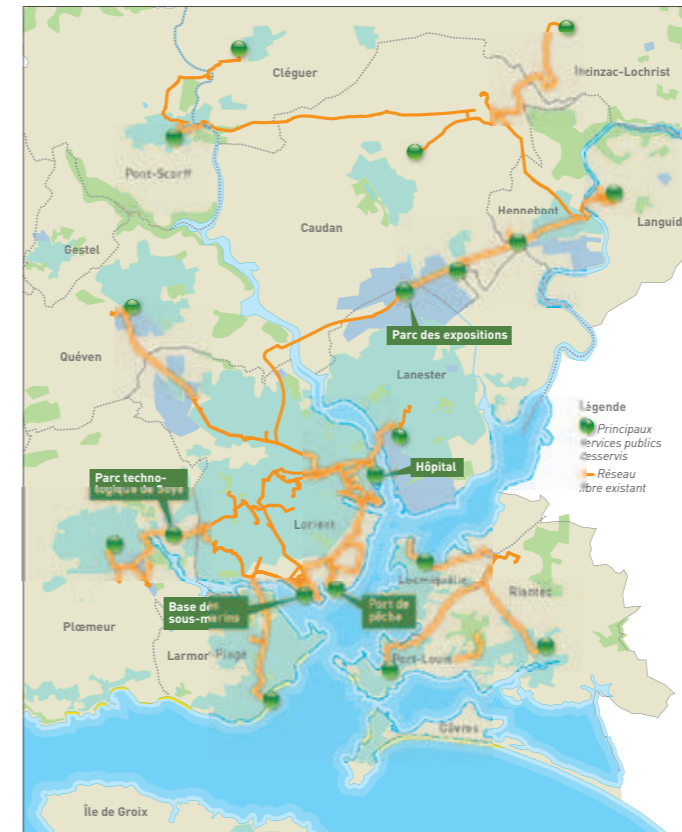 Cléguer
Inzinzac-Lochrist
Pont-Scorff
Hennebont
Languid
Caudan
Gestel
Parc des expositions
Quéven
Lanester
Légende
Principaux
services publics
desservis
Réseau
fibre existant
Hôpital
Parc techno-
logique de Soye
Lorient
Locmiquélic
Riantec
Base des
sous-marins
Port de
pêche
Plœmeur
Larmor-Plage
Port-Louis
Gâvres
Île de Groix